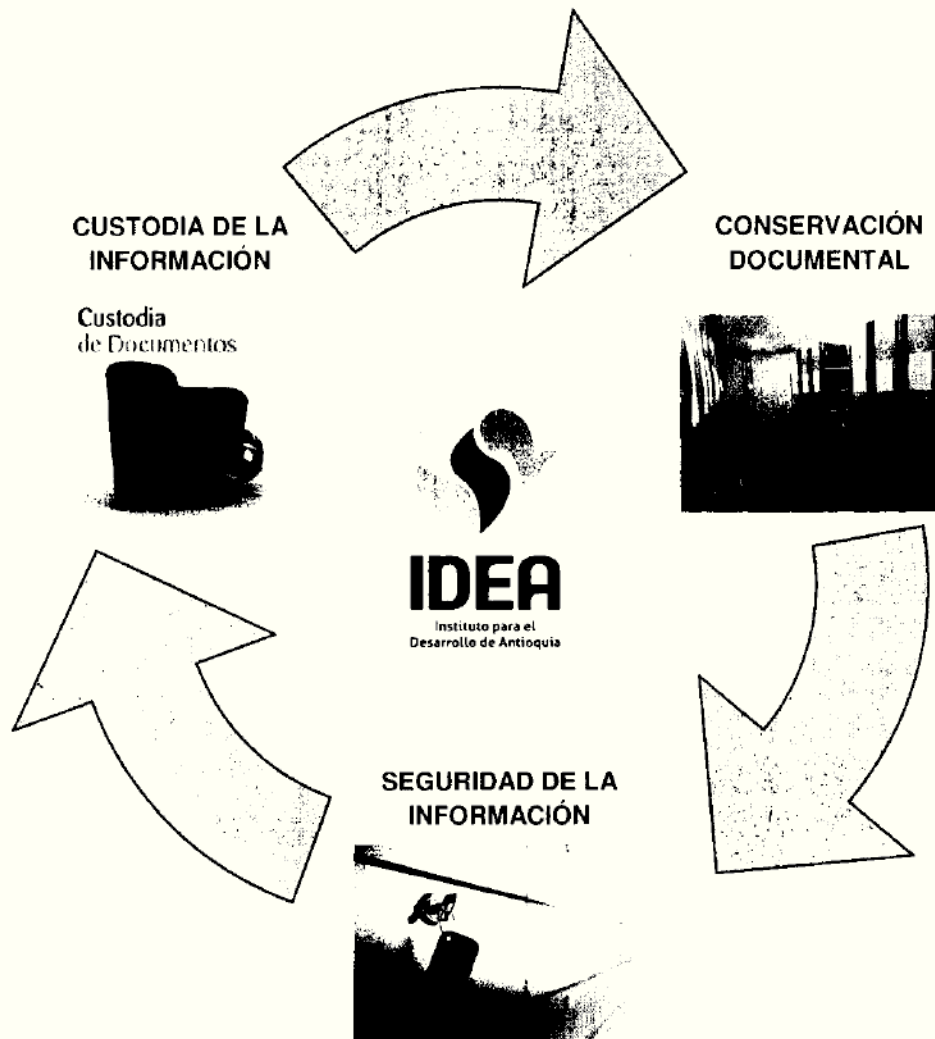 CUSTODIA DE LA
INFORMACIÓN
Custodia
de Documentos
CONSERVACIÓN
DOCUMENTAL
IDEA
Instituto para el
Desarrollo de Antioquia
SEGURIDAD DE LA
INFORMACIÓN